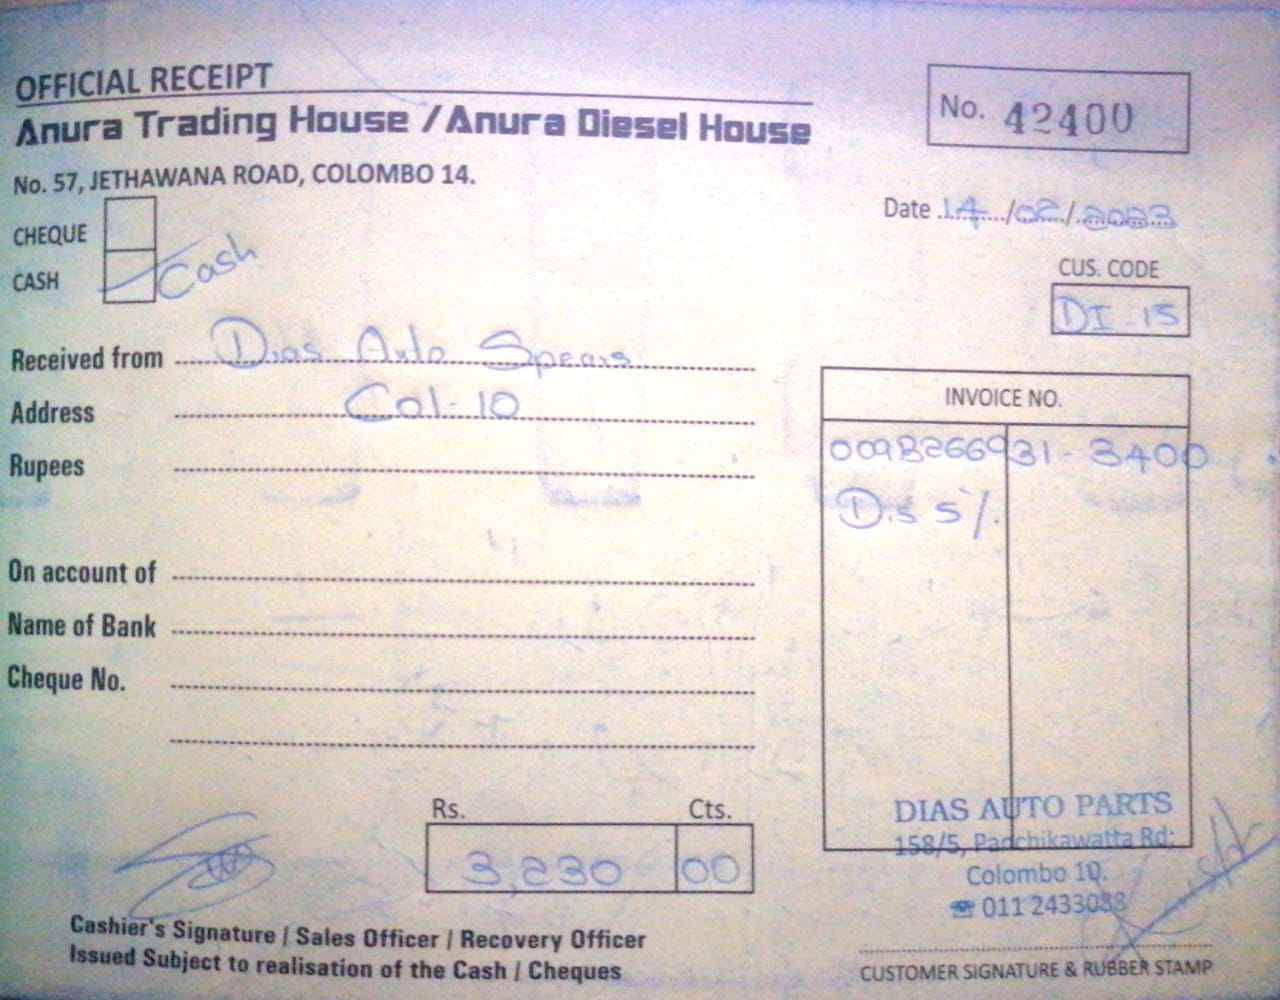 OFFICIAL RECEIPT
Anura Trading House / Anura Diesel House
No. 42400
No. 57, JETHAWANA ROAD, COLOMBO 14.
Date 14/02/2023
CHEQUE
CASH Cash
CUS. CODE
DI - 15
Received from Dias Auto Spears
Address Col - 10
Rupees
INVOICE NO.
009B266931 - 3400
Dis 5%
On account of
Name of Bank
Cheque No.
Rs. Cts.
3,230 00
DIAS AUTO PARTS
158/5, Panchikawatta Rd;
Colombo 10.
☎ 011 2433088
Cashier's Signature / Sales Officer / Recovery Officer
Issued Subject to realisation of the Cash / Cheques
CUSTOMER SIGNATURE & RUBBER STAMP